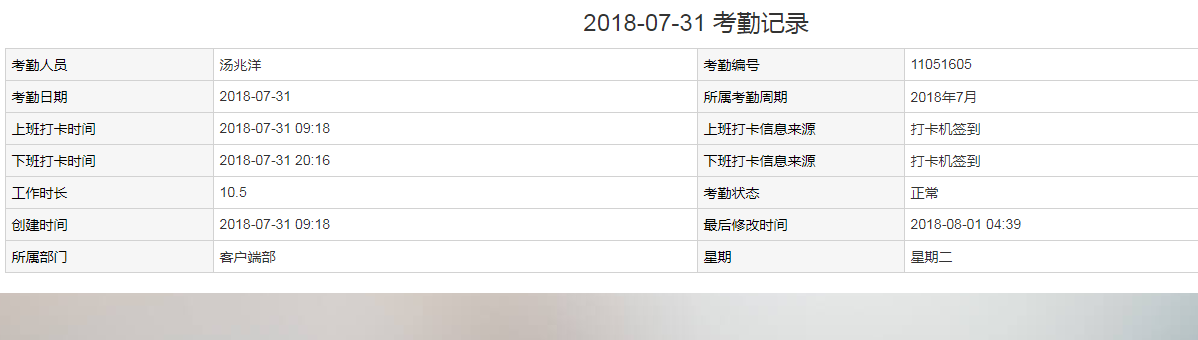 2018-07-31 考勤记录
考勤人员 汤兆洋 考勤编号 11051605
考勤日期 2018-07-31 所属考勤周期 2018年7月
上班打卡时间 2018-07-31 09:18 上班打卡信息来源 打卡机签到
下班打卡时间 2018-07-31 20:16 下班打卡信息来源 打卡机签到
工作时长 10.5 考勤状态 正常
创建时间 2018-07-31 09:18 最后修改时间 2018-08-01 04:39
所属部门 客户端部 星期 星期二